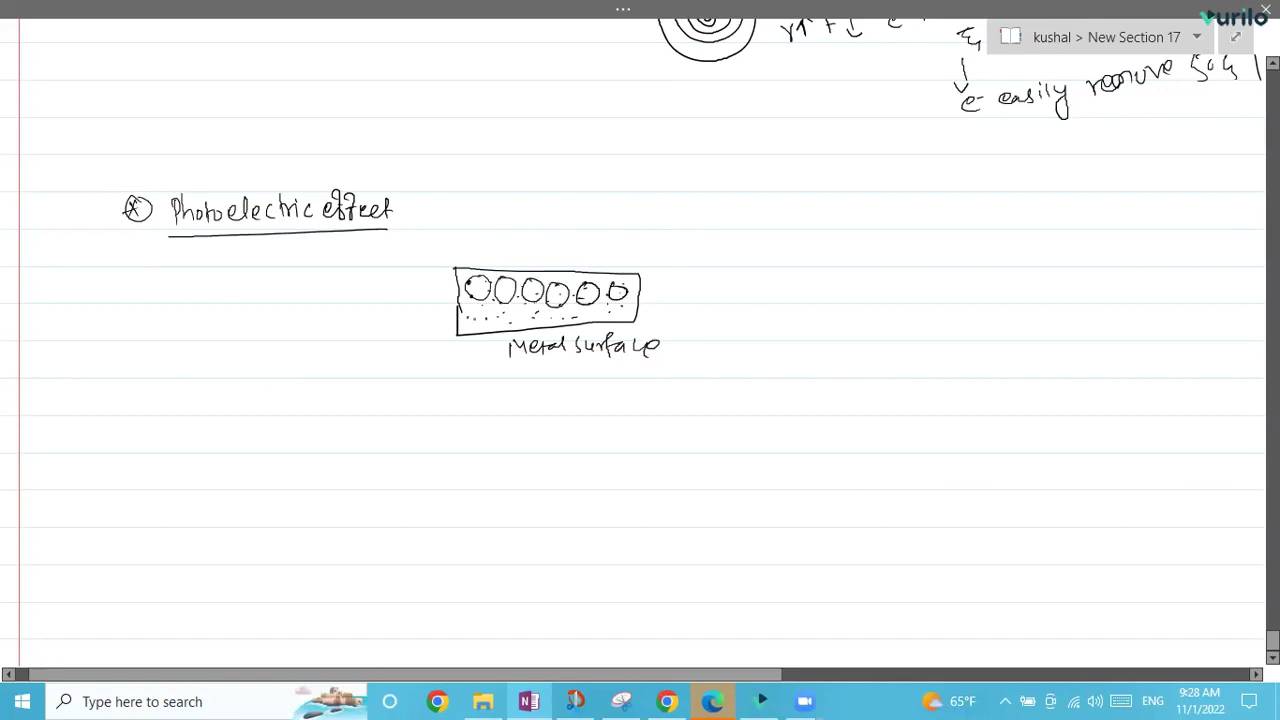 vurilo
kushal > New Section 17
e- easily remove
Photoelectric effect
Metal surface
Type here to search
65°F
ENG
9:28 AM
11/1/2022